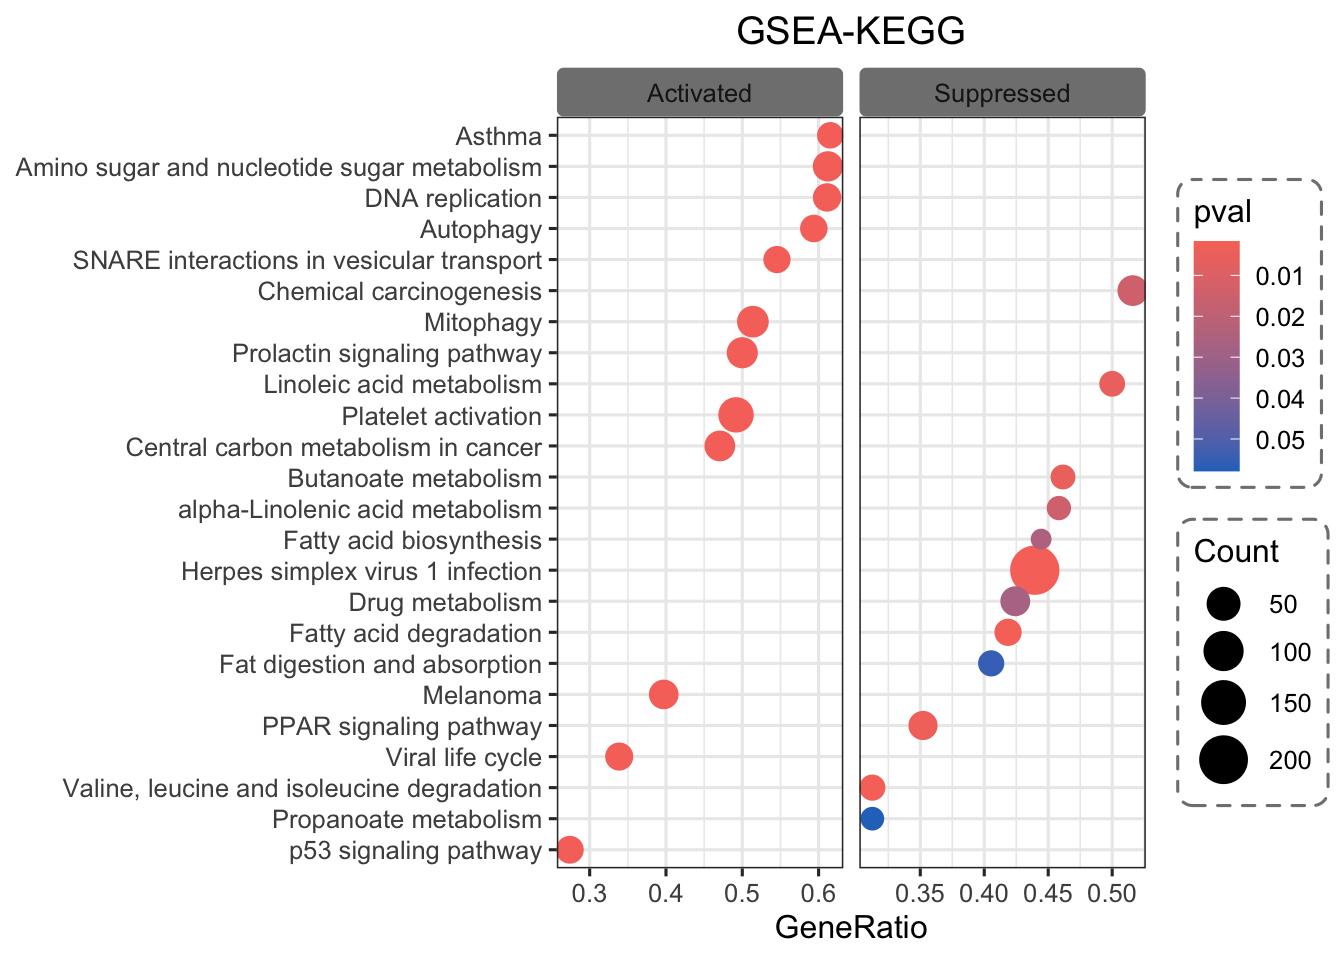 GSEA-KEGG
Activated
Suppressed
Asthma
Amino sugar and nucleotide sugar metabolism
DNA replication
Autophagy
SNARE interactions in vesicular transport
Chemical carcinogenesis
Mitophagy
Prolactin signaling pathway
Linoleic acid metabolism
Platelet activation
Central carbon metabolism in cancer
Butanoate metabolism
alpha-Linolenic acid metabolism
Fatty acid biosynthesis
Herpes simplex virus 1 infection
Drug metabolism
Fatty acid degradation
Fat digestion and absorption
Melanoma
PPAR signaling pathway
Viral life cycle
Valine, leucine and isoleucine degradation
Propanoate metabolism
p53 signaling pathway
0.3 0.4 0.5 0.6
0.35 0.40 0.45 0.50
GeneRatio
pval
0.01
0.02
0.03
0.04
0.05
Count
50
100
150
200